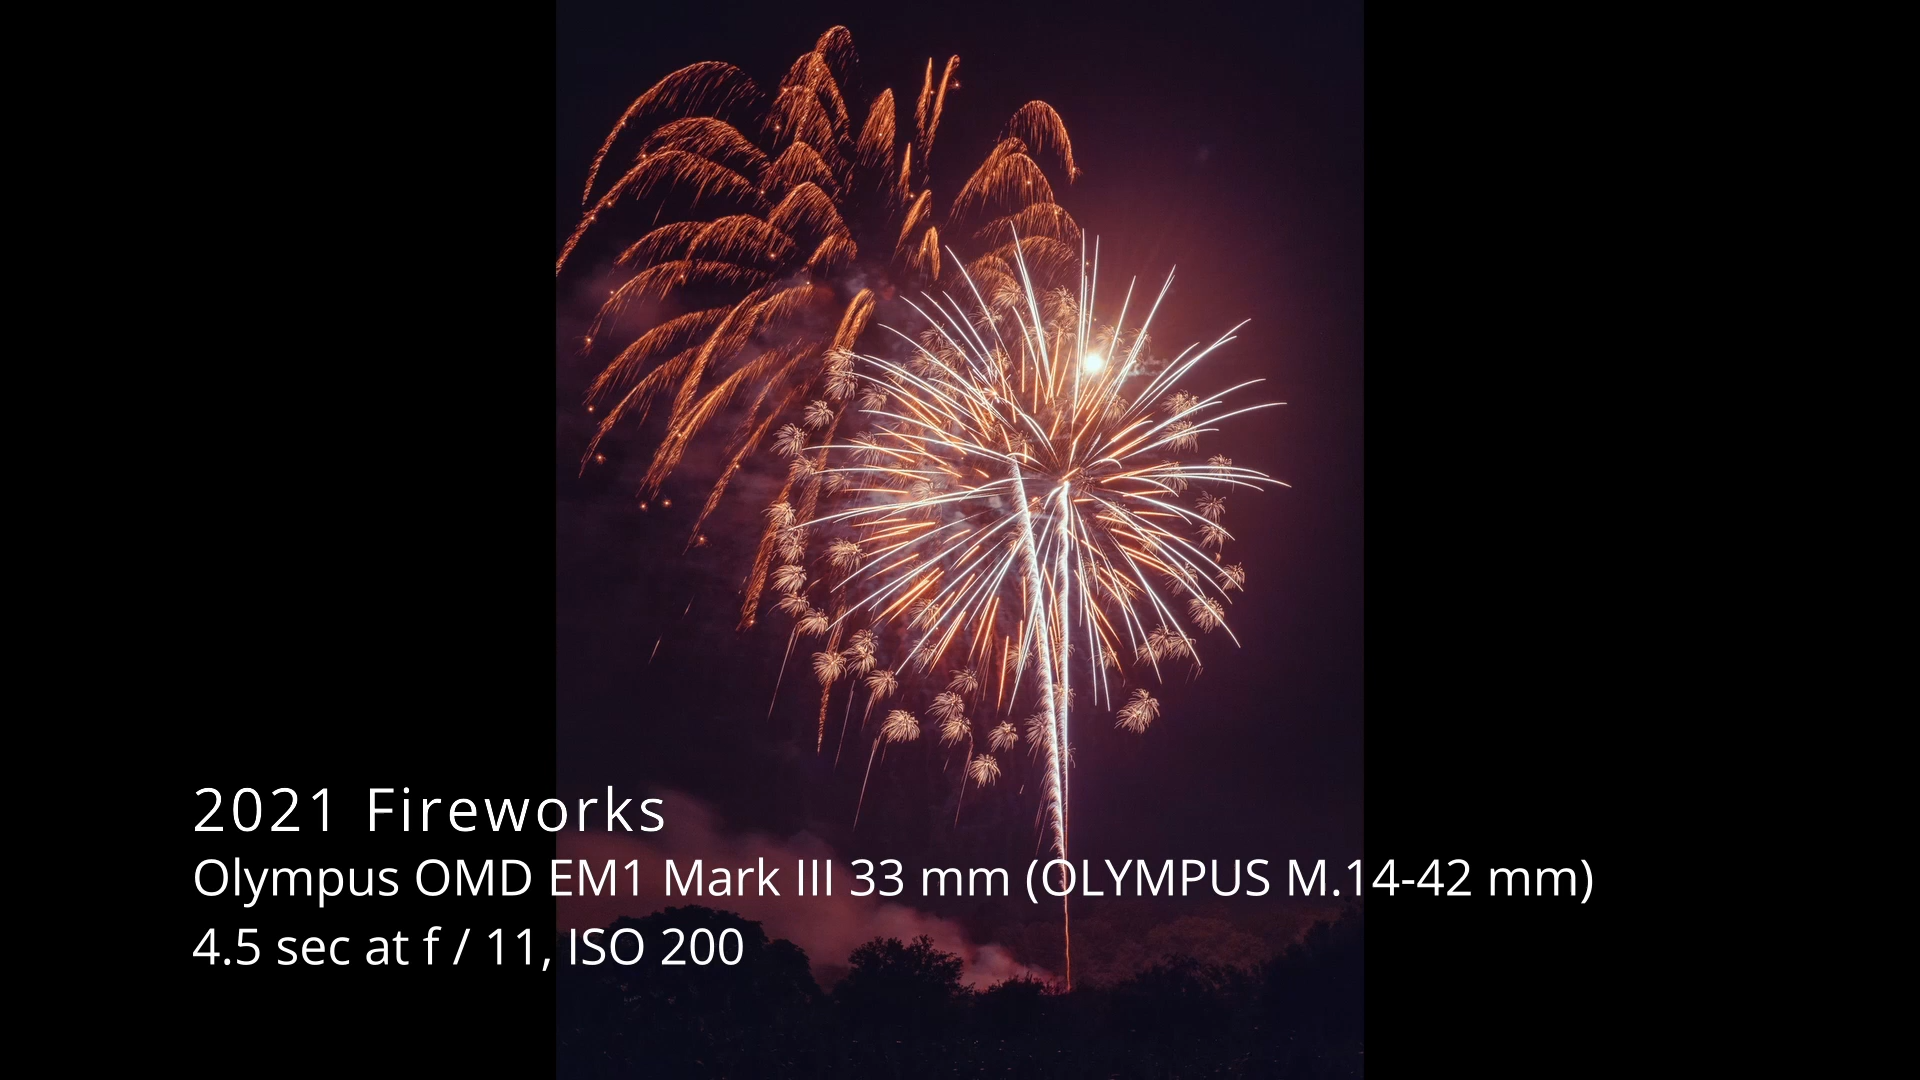 2021 Fireworks
Olympus OMD EM1 Mark III 33 mm (OLYMPUS M.14-42 mm)
4.5 sec at f / 11, ISO 200